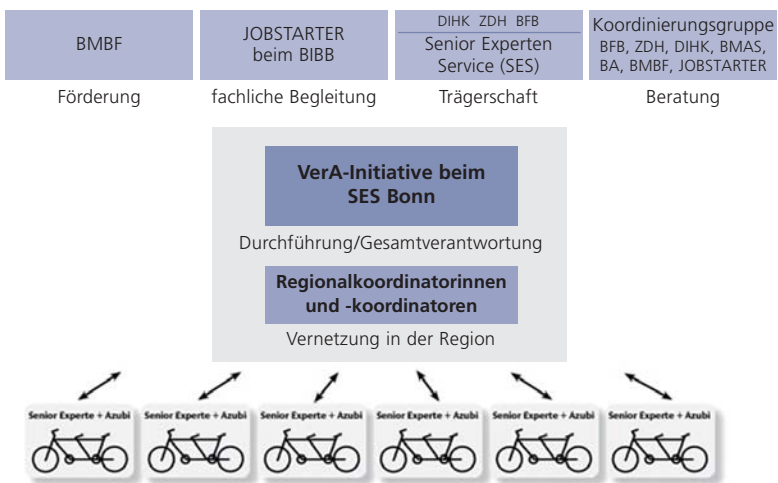 BMBF
JOBSTARTER
beim BIBB
DIHK ZDH BFB
Senior Experten
Service (SES)
Koordinierungsgruppe
BFB, ZDH, DIHK, BMAS,
BA, BMBF, JOBSTARTER
Förderung
fachliche Begleitung
Trägerschaft
Beratung
VerA-Initiative beim
SES Bonn
Durchführung/Gesamtverantwortung
Regionalkoordinatorinnen
und -koordinatoren
Vernetzung in der Region
Senior Experte + Azubi
Senior Experte + Azubi
Senior Experte + Azubi
Senior Experte + Azubi
Senior Experte + Azubi
Senior Experte + Azubi